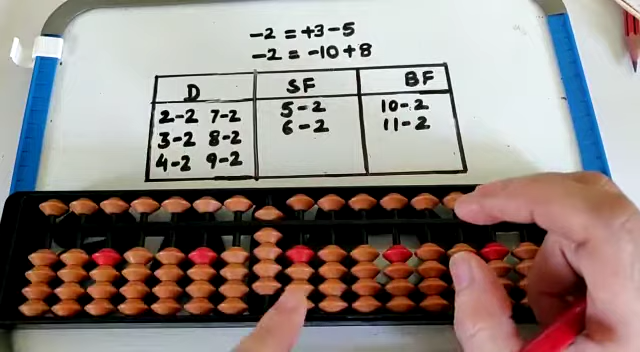 -2 = +3-5
-2 = -10+8
D SF BF
2-2 7-2 5-2 10-2
3-2 8-2 6-2 11-2
4-2 9-2